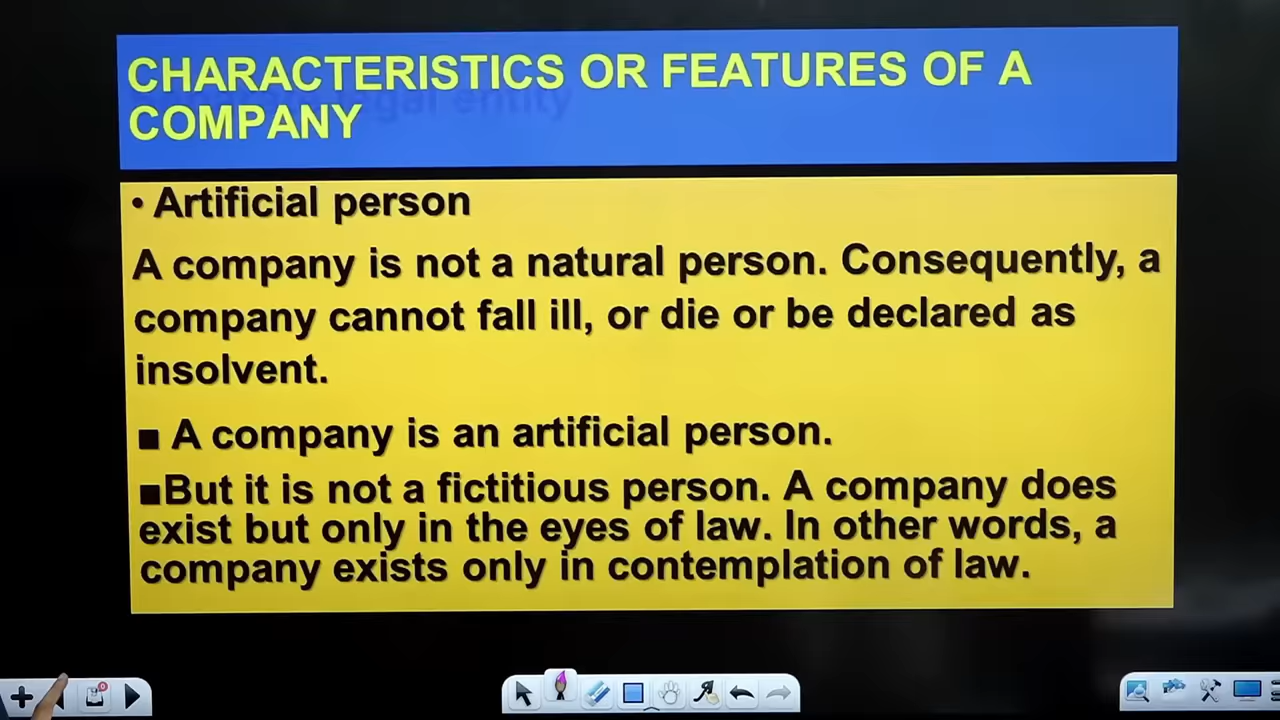 CHARACTERISTICS OR FEATURES OF A
COMPANY
• Artificial person
A company is not a natural person. Consequently, a
company cannot fall ill, or die or be declared as
insolvent.
■ A company is an artificial person.
■But it is not a fictitious person. A company does
exist but only in the eyes of law. In other words, a
company exists only in contemplation of law.